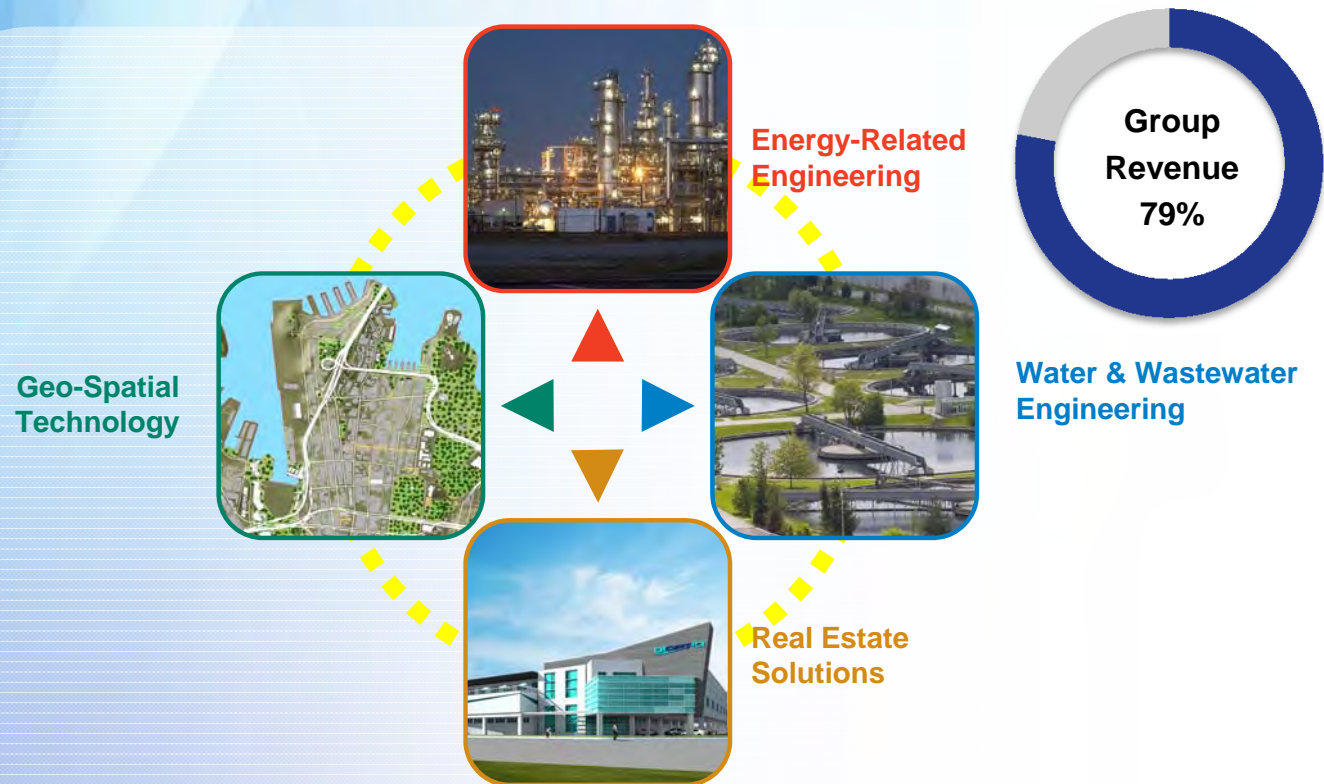 Energy-Related
Engineering
Group
Revenue
79%
Geo-Spatial
Technology
Water & Wastewater
Engineering
Real Estate
Solutions